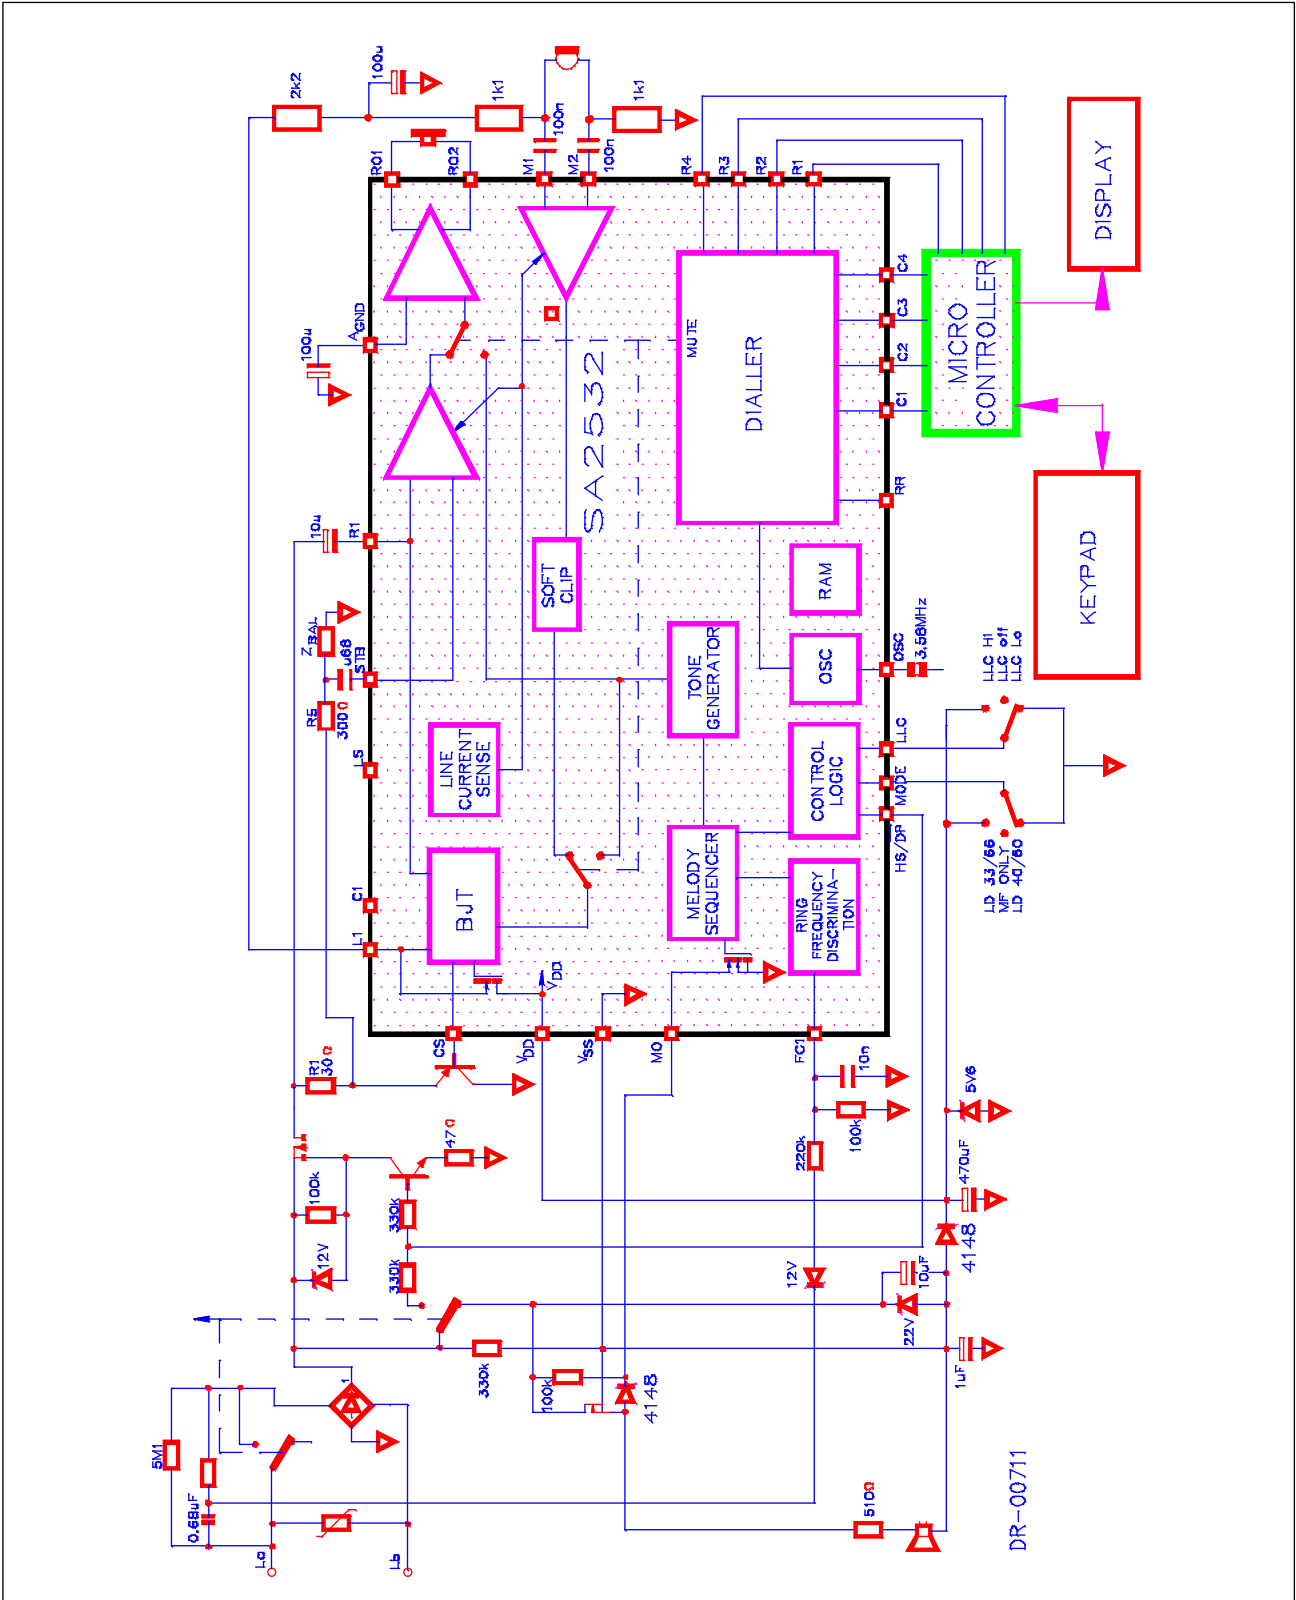 2k2
100u
1k1
100n
1k1
100n
RO1
RO2
M1
M2
R4
R3
R2
R1
100u
AGND
10u
R1
ZBAL
u68
STB
R5
300Ω
LS
C1
L1
SA2532
MUTE
DIALLER
SOFT
CLIP
LINE
CURRENT
SENSE
BJT
TONE
GENERATOR
RAM
OSC
CONTROL
LOGIC
MELODY
SEQUENCER
RING
FREQUENCY
DISCRIMINA-
TION
VDD
C4
C3
C2
C1
RR
OSC
3.58MHz
LLC
MODE
HS/DP
MICRO
CONTROLLER
DISPLAY
KEYPAD
LLC HI
LLC off
LLC Lo
LD 33/66
MF ONLY
LD 40/60
CS
VDD
VSS
MO
FC1
R1
30Ω
10n
100k
220k
5V6
470uF
4148
47Ω
100k
12V
330k
330k
12V
10uF
22V
1uF
330k
100k
4148
1
5M1
0.68uF
La
Lb
510Ω
DR-00711